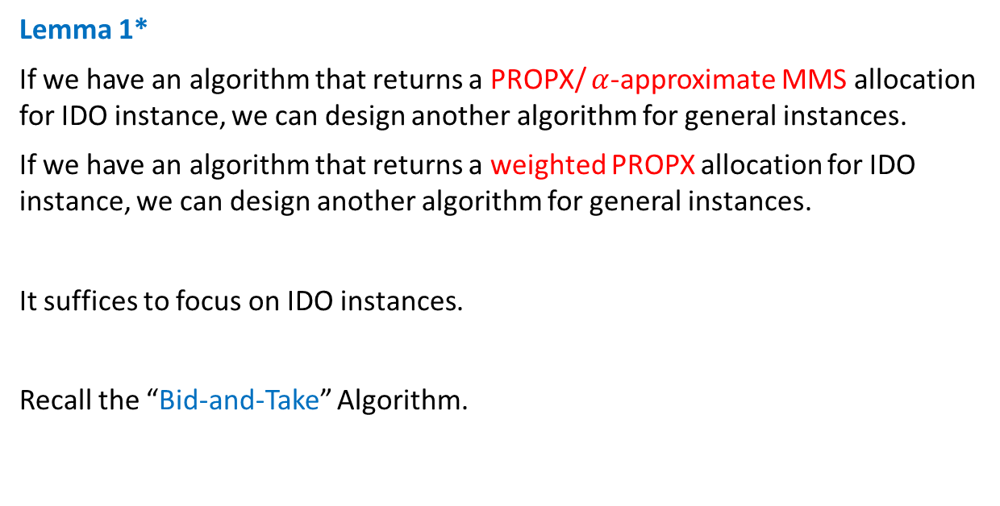 Lemma 1*
If we have an algorithm that returns a PROPX/ 𝛼-approximate MMS allocation
for IDO instance, we can design another algorithm for general instances.
If we have an algorithm that returns a weighted PROPX allocation for IDO
instance, we can design another algorithm for general instances.
It suffices to focus on IDO instances.
Recall the “Bid-and-Take” Algorithm.